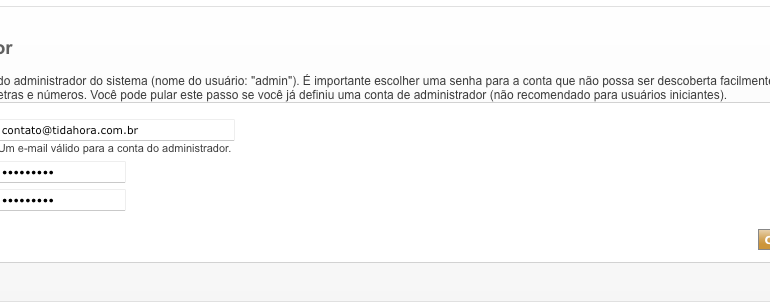 or
do administrador do sistema (nome do usuário: "admin"). É importante escolher uma senha para a conta que não possa ser descoberta facilmente
etras e números. Você pode pular este passo se você já definiu uma conta de administrador (não recomendado para usuários iniciantes).
contato@tidahora.com.br
Um e-mail válido para a conta do administrador.
•••••••••
•••••••••